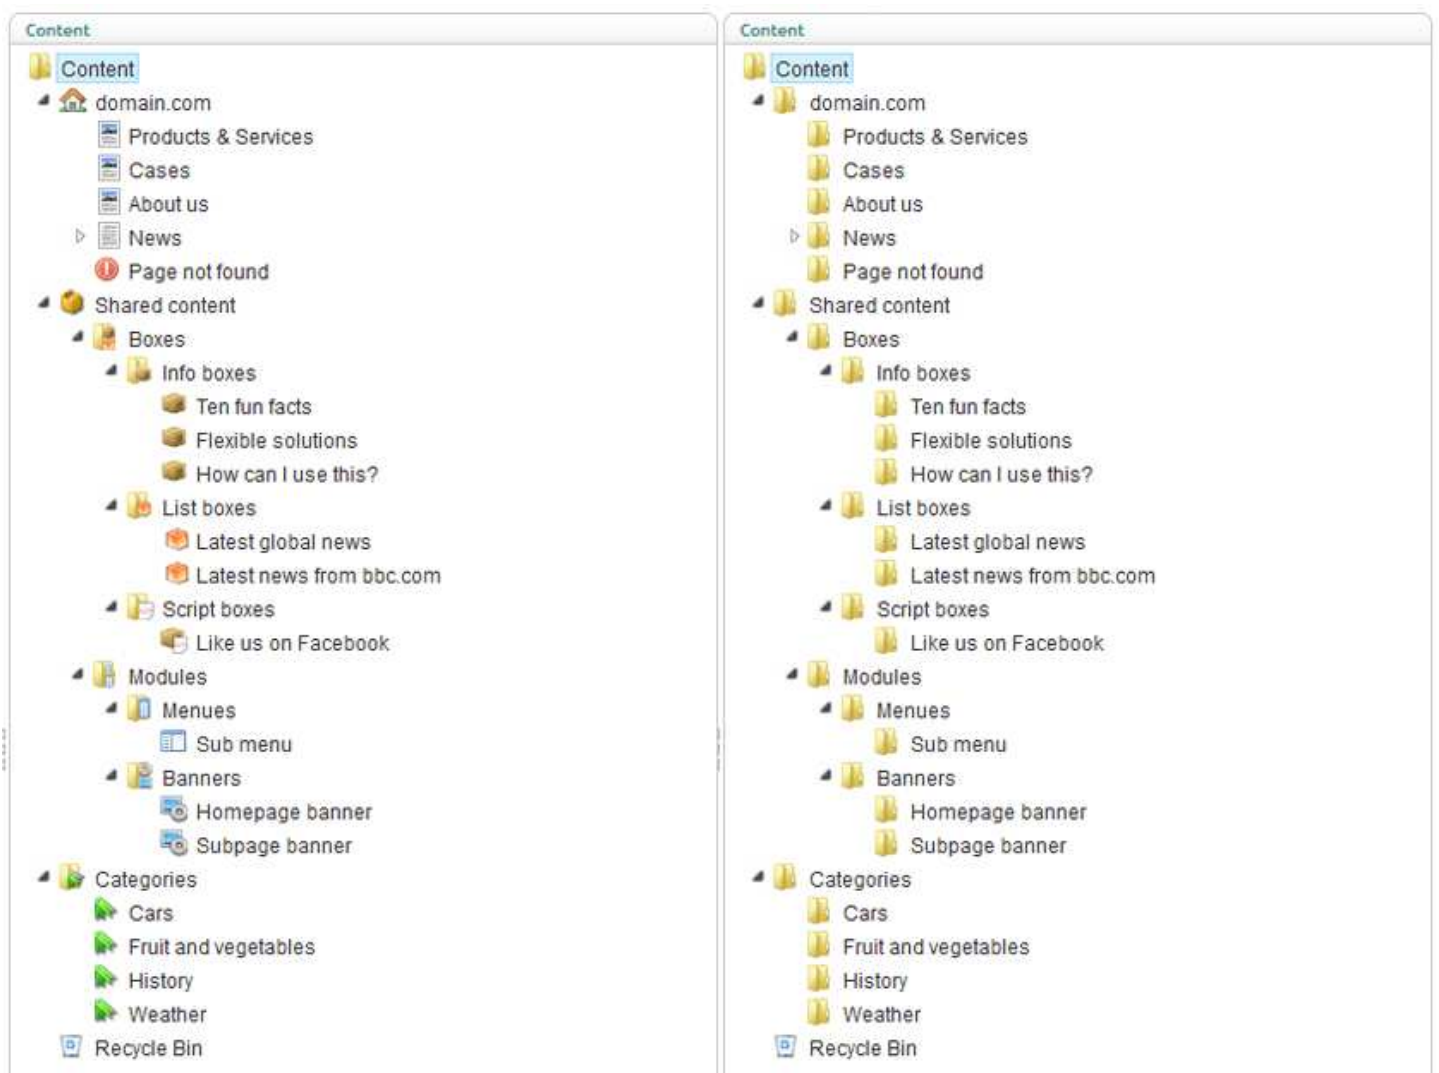 Content
Content
domain.com
Products & Services
Cases
About us
News
Page not found
Shared content
Boxes
Info boxes
Ten fun facts
Flexible solutions
How can I use this?
List boxes
Latest global news
Latest news from bbc.com
Script boxes
Like us on Facebook
Modules
Menues
Sub menu
Banners
Homepage banner
Subpage banner
Categories
Cars
Fruit and vegetables
History
Weather
Recycle Bin
Content
Content
domain.com
Products & Services
Cases
About us
News
Page not found
Shared content
Boxes
Info boxes
Ten fun facts
Flexible solutions
How can I use this?
List boxes
Latest global news
Latest news from bbc.com
Script boxes
Like us on Facebook
Modules
Menues
Sub menu
Banners
Homepage banner
Subpage banner
Categories
Cars
Fruit and vegetables
History
Weather
Recycle Bin